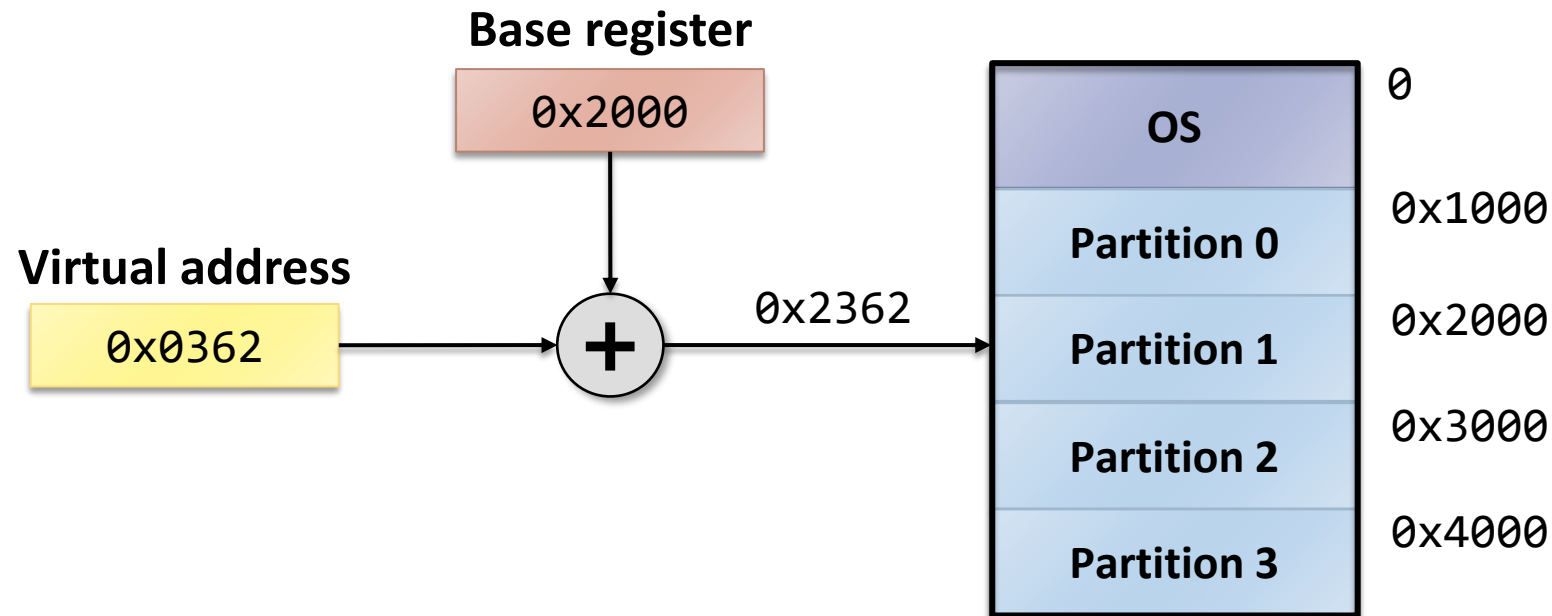 Base register
0x2000
Virtual address
0x0362
+
0x2362
OS
Partition 0
Partition 1
Partition 2
Partition 3
0
0x1000
0x2000
0x3000
0x4000